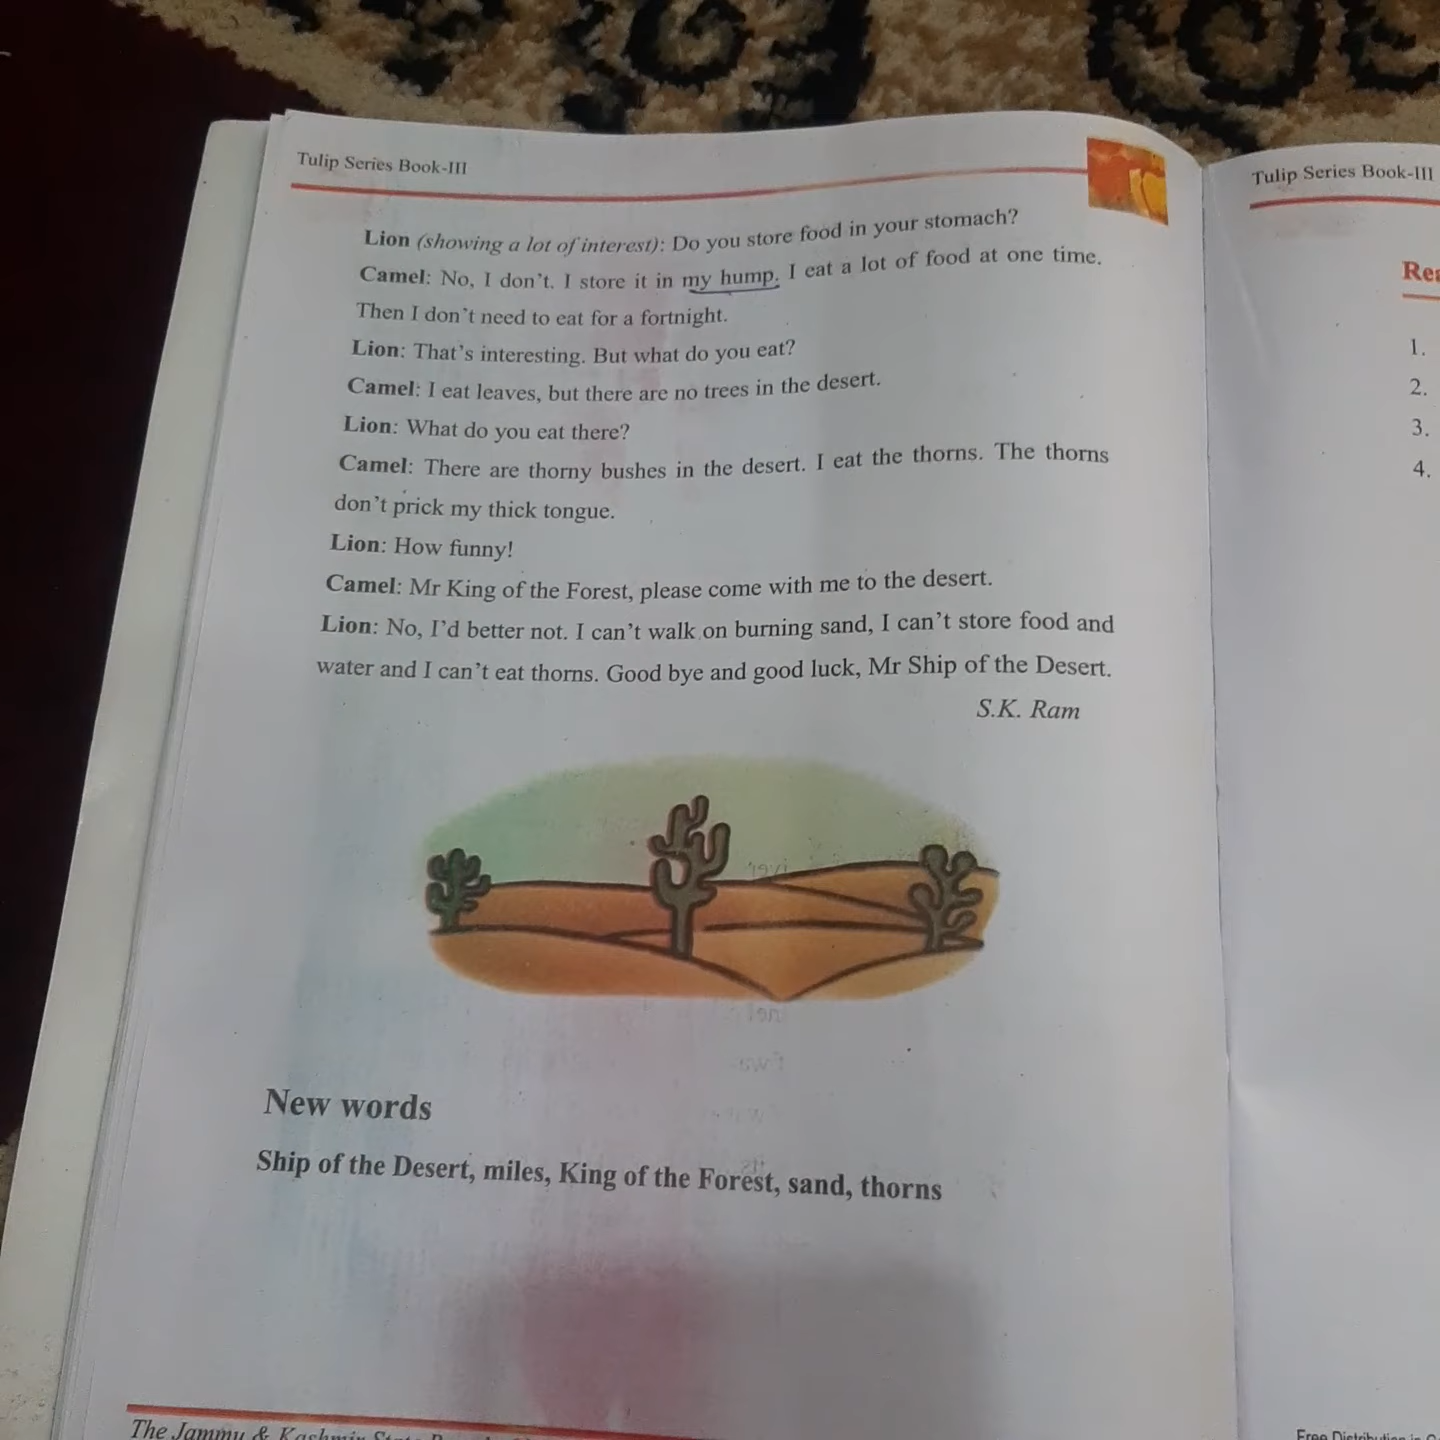 Tulip Series Book-III
Lion (showing a lot of interest): Do you store food in your stomach?
Camel: No, I don't. I store it in my hump. I eat a lot of food at one time.
Then I don't need to eat for a fortnight.
Lion: That's interesting. But what do you eat?
Camel: I eat leaves, but there are no trees in the desert.
Lion: What do you eat there?
Camel: There are thorny bushes in the desert. I eat the thorns. The thorns
don't prick my thick tongue.
Lion: How funny!
Camel: Mr King of the Forest, please come with me to the desert.
Lion: No, I'd better not. I can't walk on burning sand, I can't store food and
water and I can't eat thorns. Good bye and good luck, Mr Ship of the Desert.
S.K. Ram
New words
Ship of the Desert, miles, King of the Forest, sand, thorns
The Jammu & Kashmir State
Tulip Series Book-III
1.
2.
3.
4.
Free Distribution